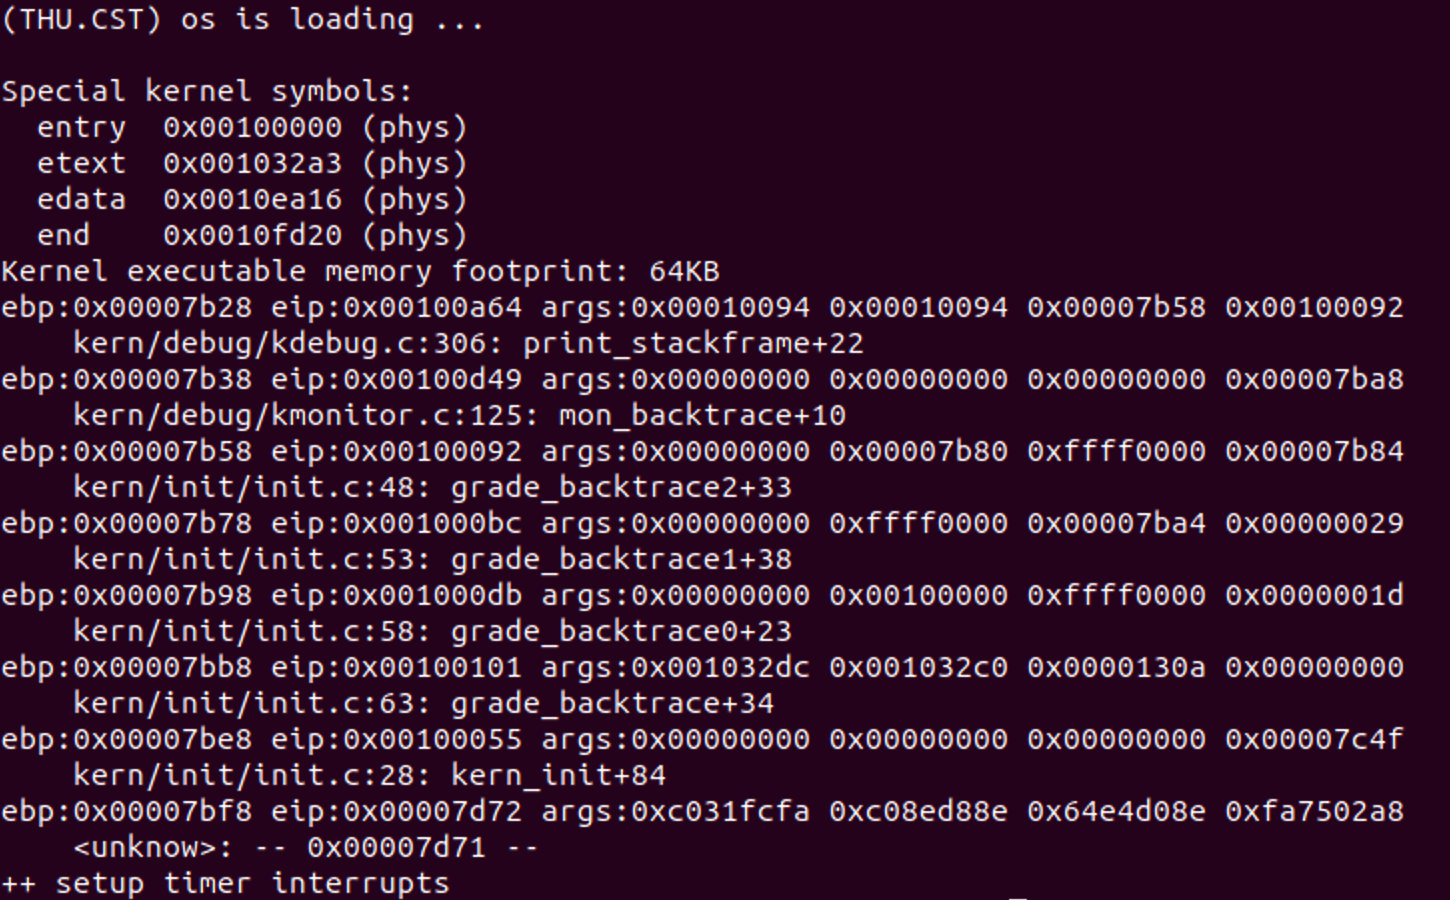 (THU.CST) os is loading ...
Special kernel symbols:
entry 0x00100000 (phys)
etext 0x001032a3 (phys)
edata 0x0010ea16 (phys)
end 0x0010fd20 (phys)
Kernel executable memory footprint: 64KB
ebp:0x00007b28 eip:0x00100a64 args:0x00010094 0x00010094 0x00007b58 0x00100092
kern/debug/kdebug.c:306: print_stackframe+22
ebp:0x00007b38 eip:0x00100d49 args:0x00000000 0x00000000 0x00000000 0x00007ba8
kern/debug/kmonitor.c:125: mon_backtrace+10
ebp:0x00007b58 eip:0x00100092 args:0x00000000 0x00007b80 0xffff0000 0x00007b84
kern/init/init.c:48: grade_backtrace2+33
ebp:0x00007b78 eip:0x001000bc args:0x00000000 0xffff0000 0x00007ba4 0x00000029
kern/init/init.c:53: grade_backtrace1+38
ebp:0x00007b98 eip:0x001000db args:0x00000000 0x00100000 0xffff0000 0x0000001d
kern/init/init.c:58: grade_backtrace0+23
ebp:0x00007bb8 eip:0x00100101 args:0x001032dc 0x001032c0 0x0000130a 0x00000000
kern/init/init.c:63: grade_backtrace+34
ebp:0x00007be8 eip:0x00100055 args:0x00000000 0x00000000 0x00000000 0x00007c4f
kern/init/init.c:28: kern_init+84
ebp:0x00007bf8 eip:0x00007d72 args:0xc031fcfa 0xc08ed88e 0x64e4d08e 0xfa7502a8
<unknow>: -- 0x00007d71 --
++ setup timer interrupts